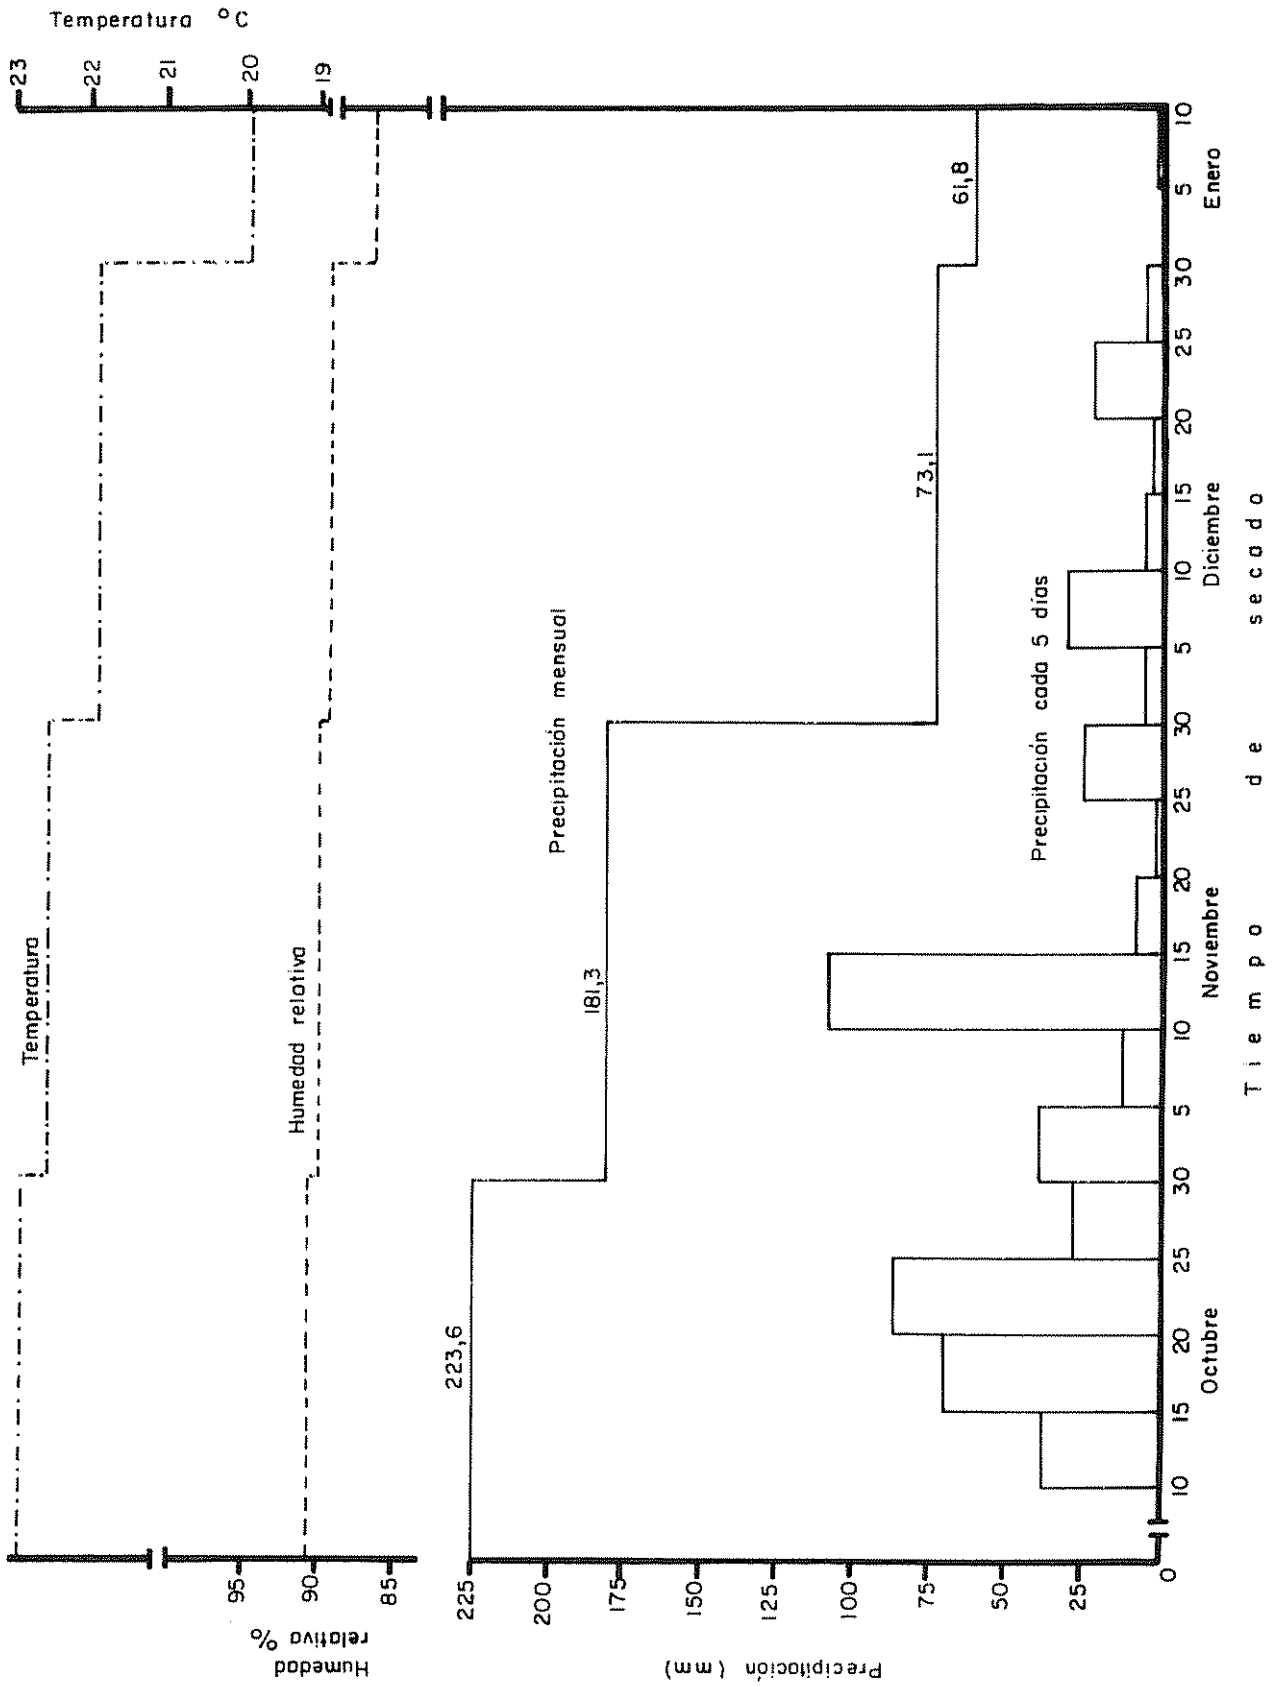 Temperatura °C
23
22
21
20
19
Temperatura
Humedad relativa
Humedad
relativa %
95
90
85
Precipitación (mm)
225
200
175
150
125
100
75
50
25
0
223,6
181,3
73,1
61,8
Precipitación mensual
Precipitación cada 5 días
10 15 20 25 30 5 10 15 20 25 30 5 10 15 20 25 30 5 10
Octubre Noviembre Diciembre Enero
Tiempo de secado